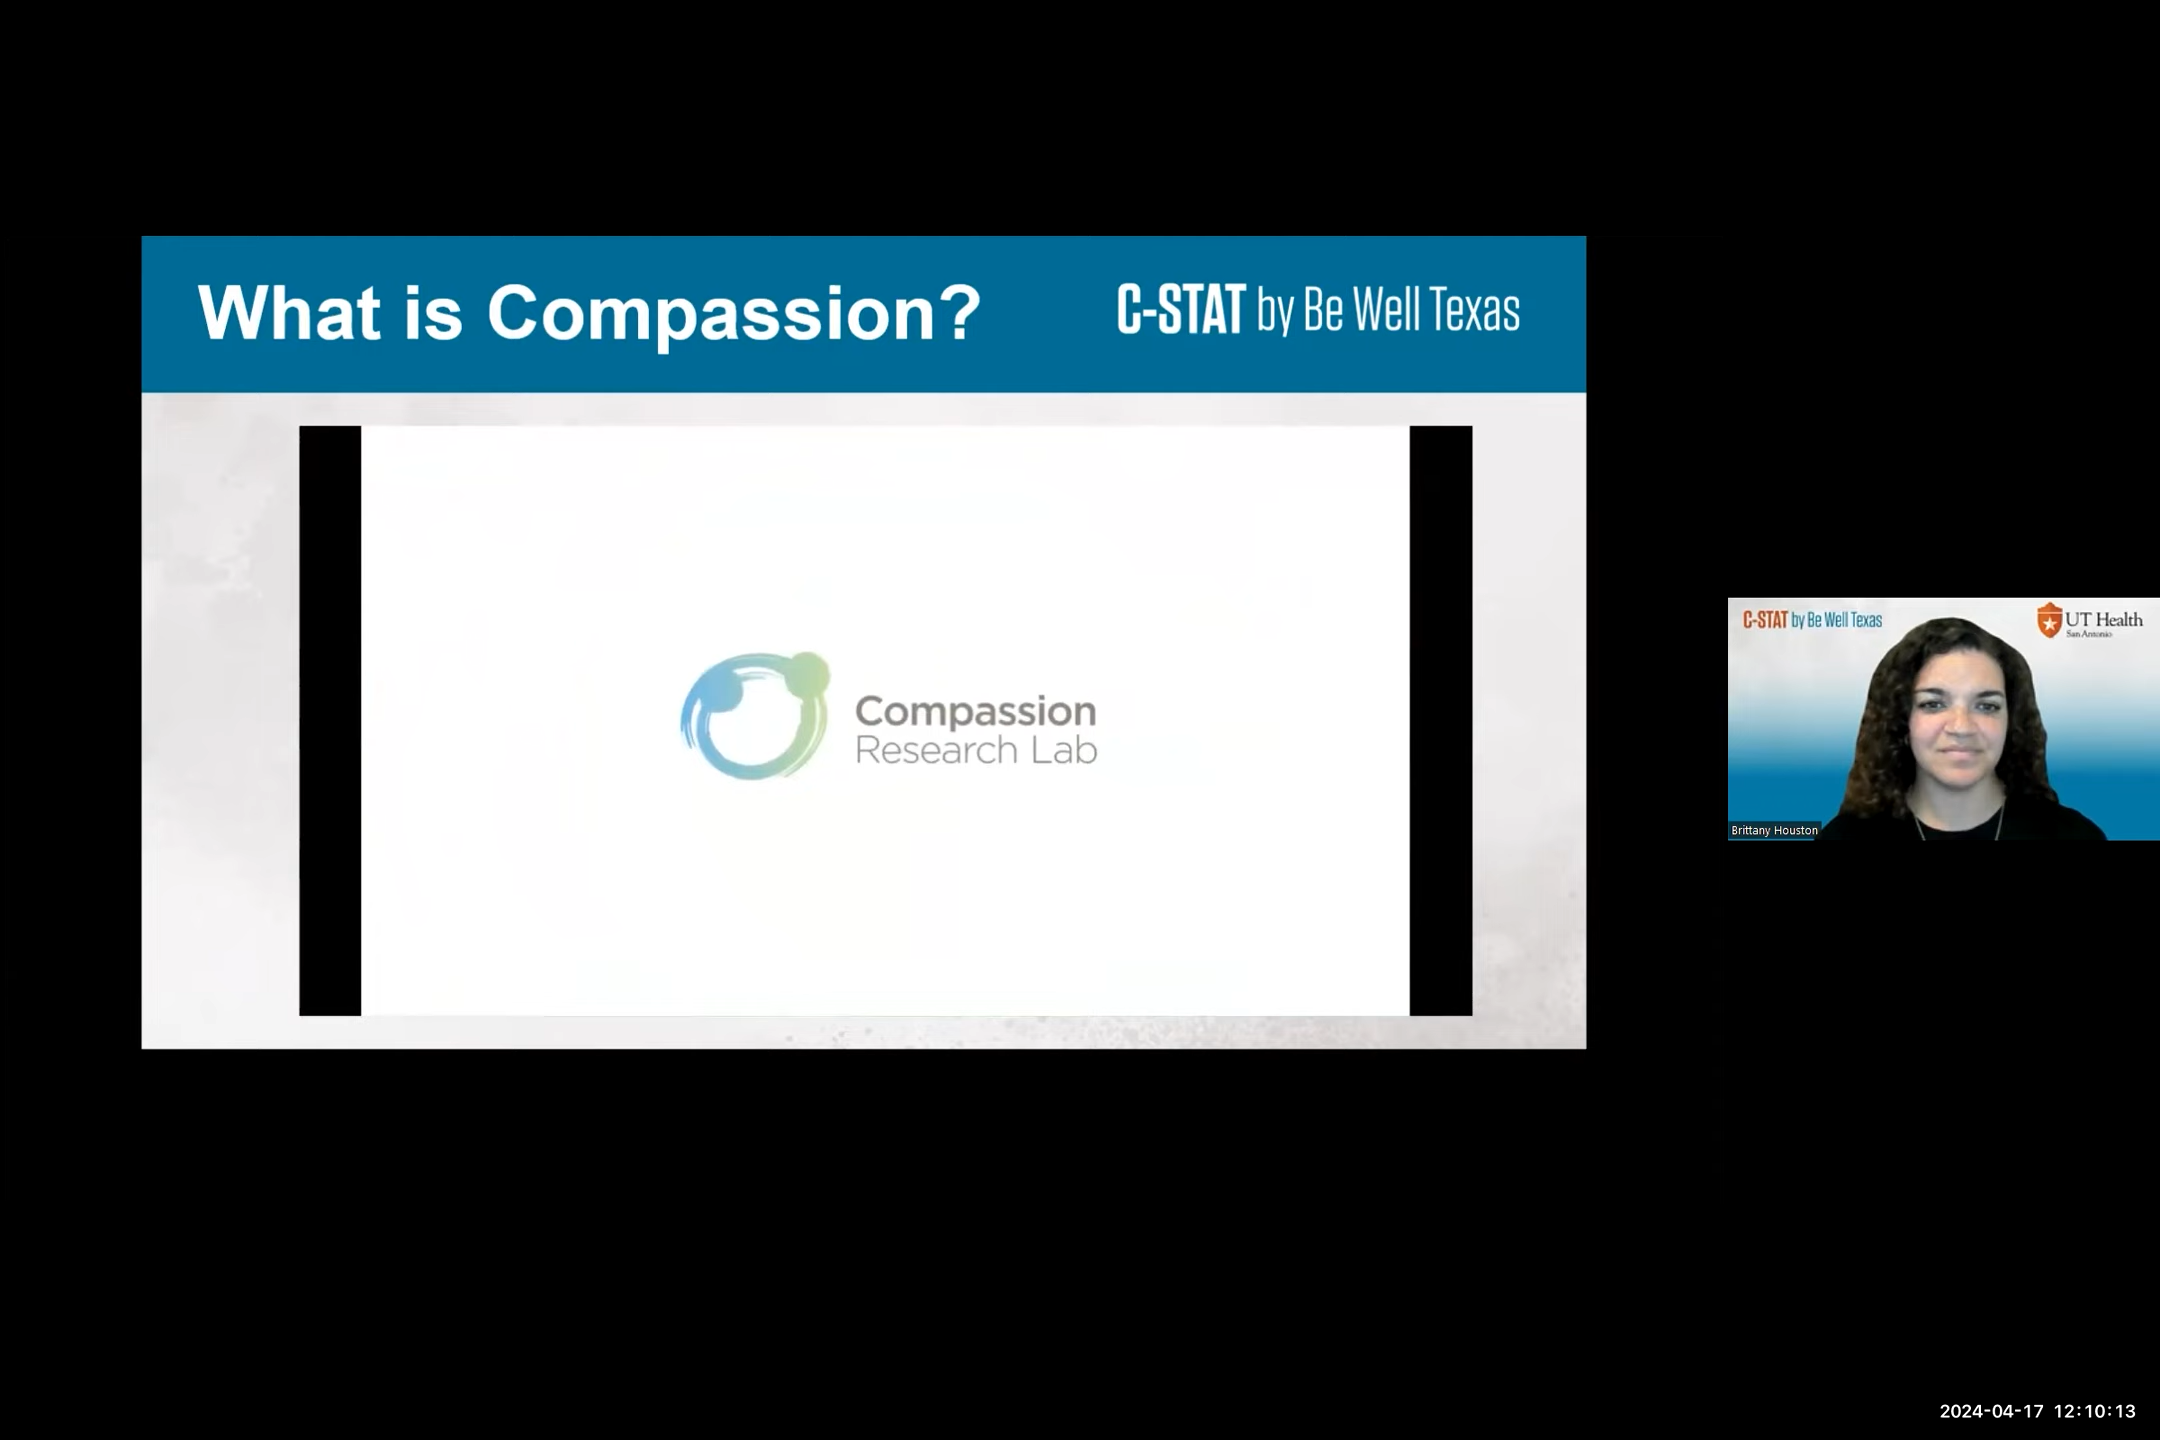 What is Compassion?
C-STAT by Be Well Texas
Compassion
Research Lab
C-STAT by Be Well Texas
UT Health
San Antonio
Brittany Houston
2024-04-17 12:10:13